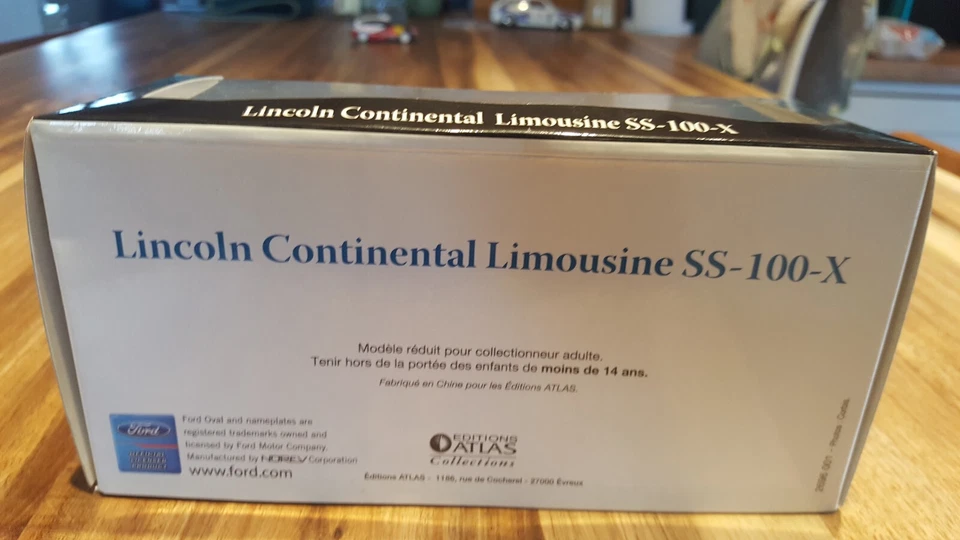 Lincoln Continental Limousine SS-100-X
Lincoln Continental Limousine SS-100-X
Modèle réduit pour collectionneur adulte.
Tenir hors de la portée des enfants de moins de 14 ans.
Fabriqué en Chine pour les Éditions ATLAS.
Ford
OFFICIAL
LICENSED
PRODUCT
Ford Oval and nameplates are
registered trademarks owned and
licensed by Ford Motor Company.
Manufactured by NOREV Corporation
www.ford.com
EDITIONS
ATLAS
Collections
Éditions ATLAS - 1186, rue de Cocherel - 27000 Évreux